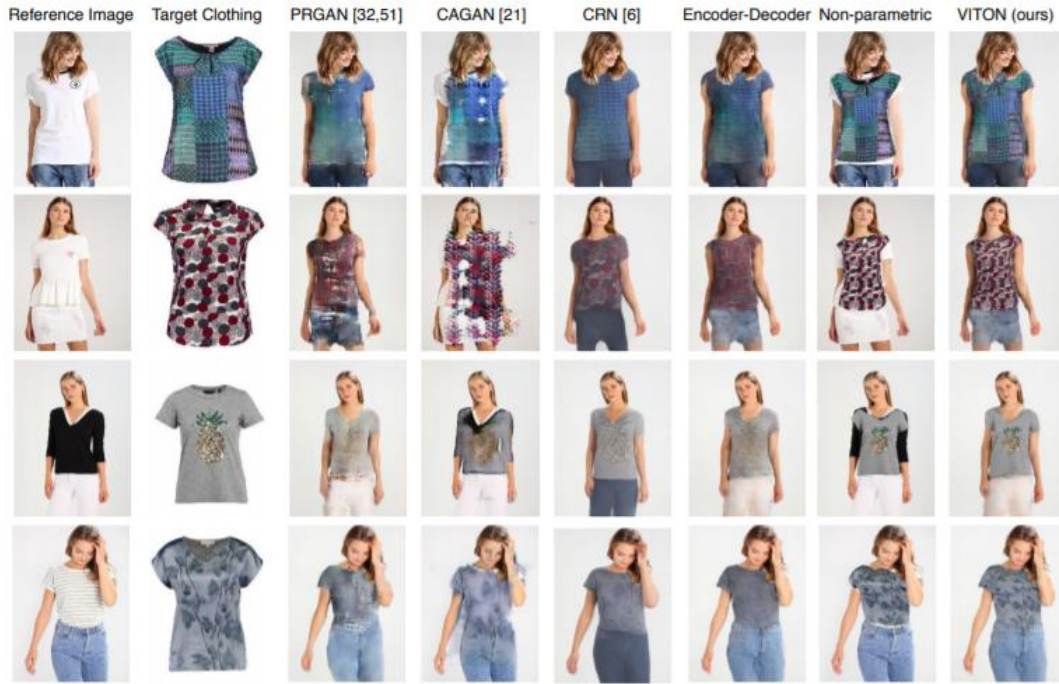 Reference Image Target Clothing PRGAN [32,51] CAGAN [21] CRN [6] Encoder-Decoder Non-parametric VITON (ours)